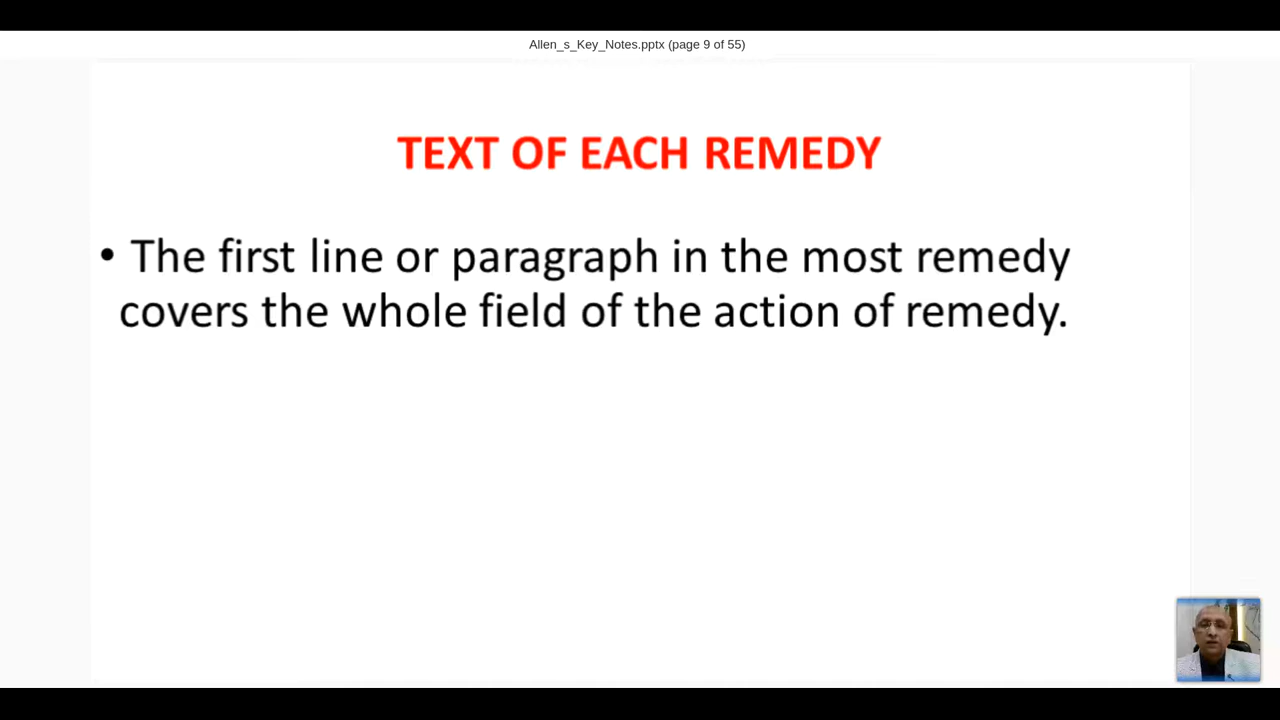 Allen_s_Key_Notes.pptx (page 9 of 55)
TEXT OF EACH REMEDY
• The first line or paragraph in the most remedy
covers the whole field of the action of remedy.